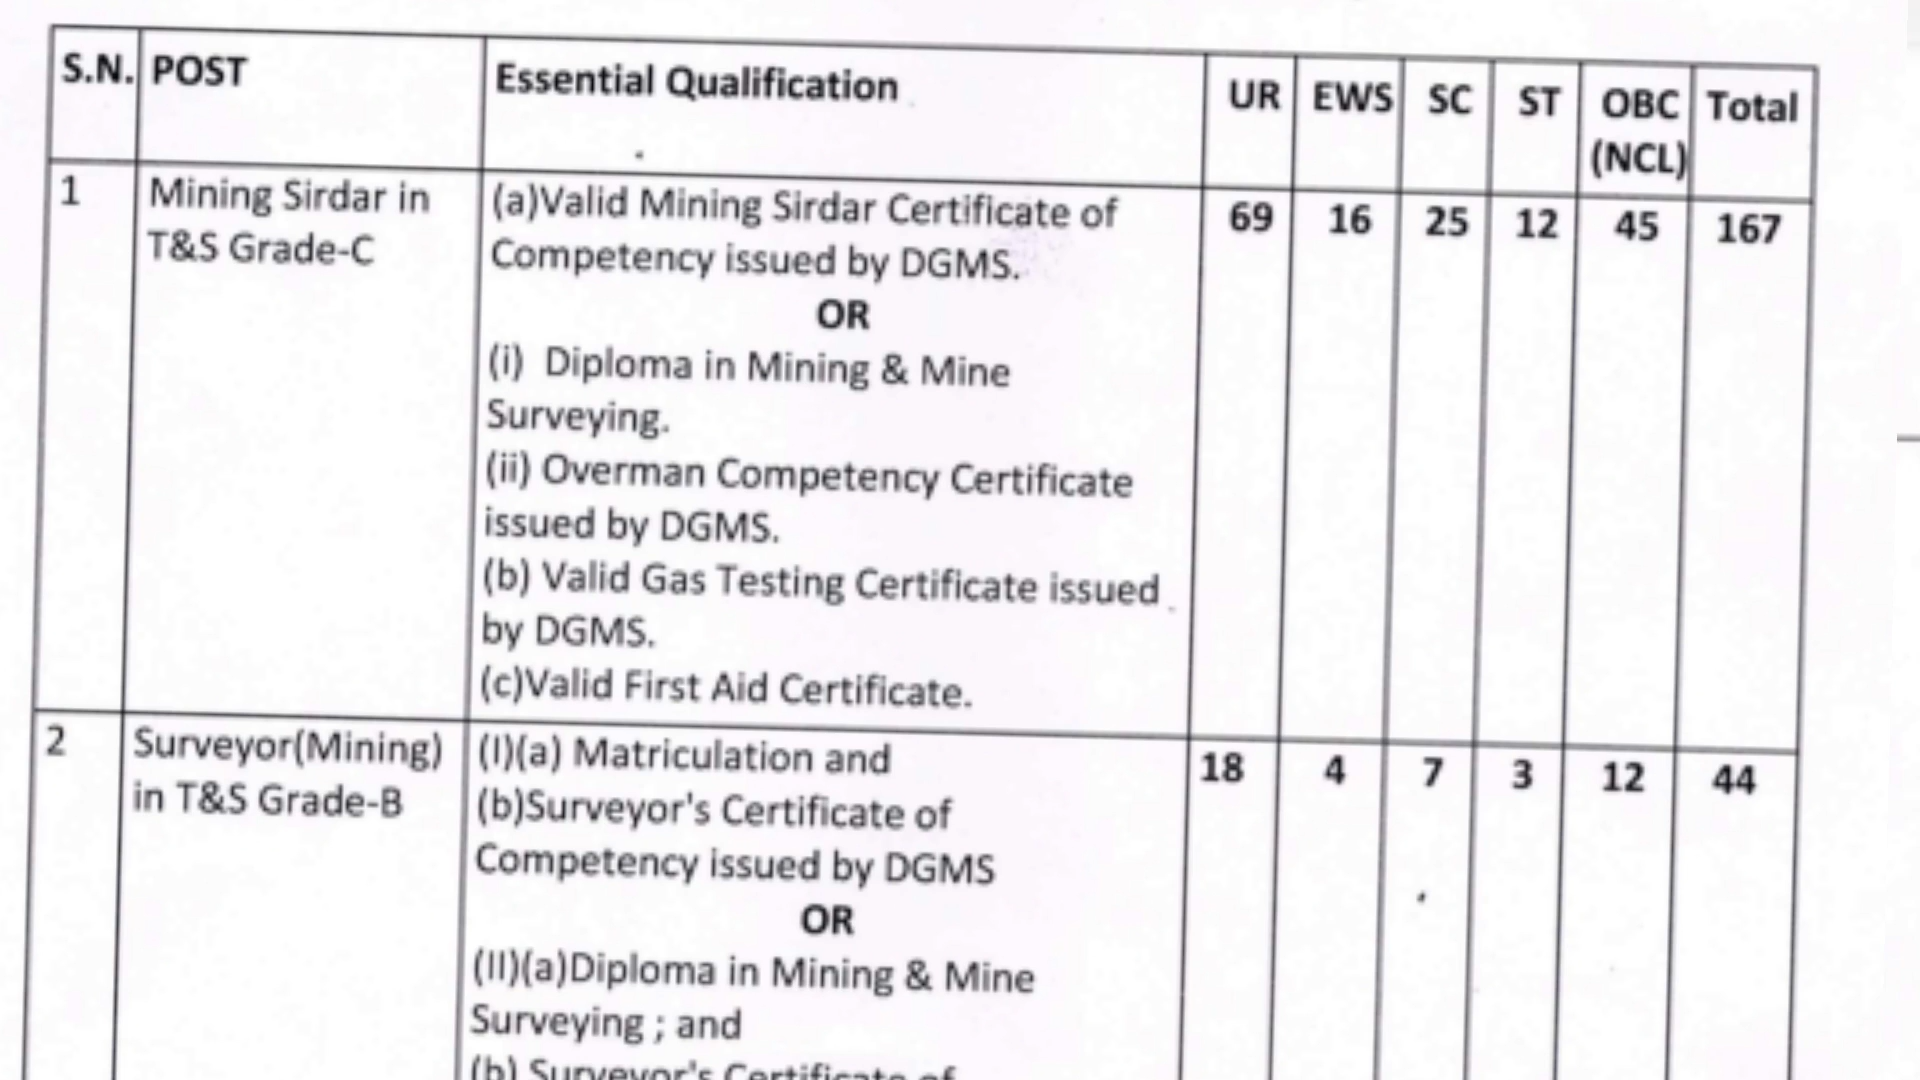 S.N. POST Essential Qualification UR EWS SC ST OBC Total
(NCL)
1 Mining Sirdar in (a)Valid Mining Sirdar Certificate of 69 16 25 12 45 167
T&S Grade-C Competency issued by DGMS.
OR
(i) Diploma in Mining & Mine
Surveying.
(ii) Overman Competency Certificate
issued by DGMS.
(b) Valid Gas Testing Certificate issued
by DGMS.
(c)Valid First Aid Certificate.
2 Surveyor(Mining) (I)(a) Matriculation and 18 4 7 3 12 44
in T&S Grade-B (b)Surveyor's Certificate of
Competency issued by DGMS
OR
(II)(a)Diploma in Mining & Mine
Surveying ; and
(b) Surveyor's Certificate of